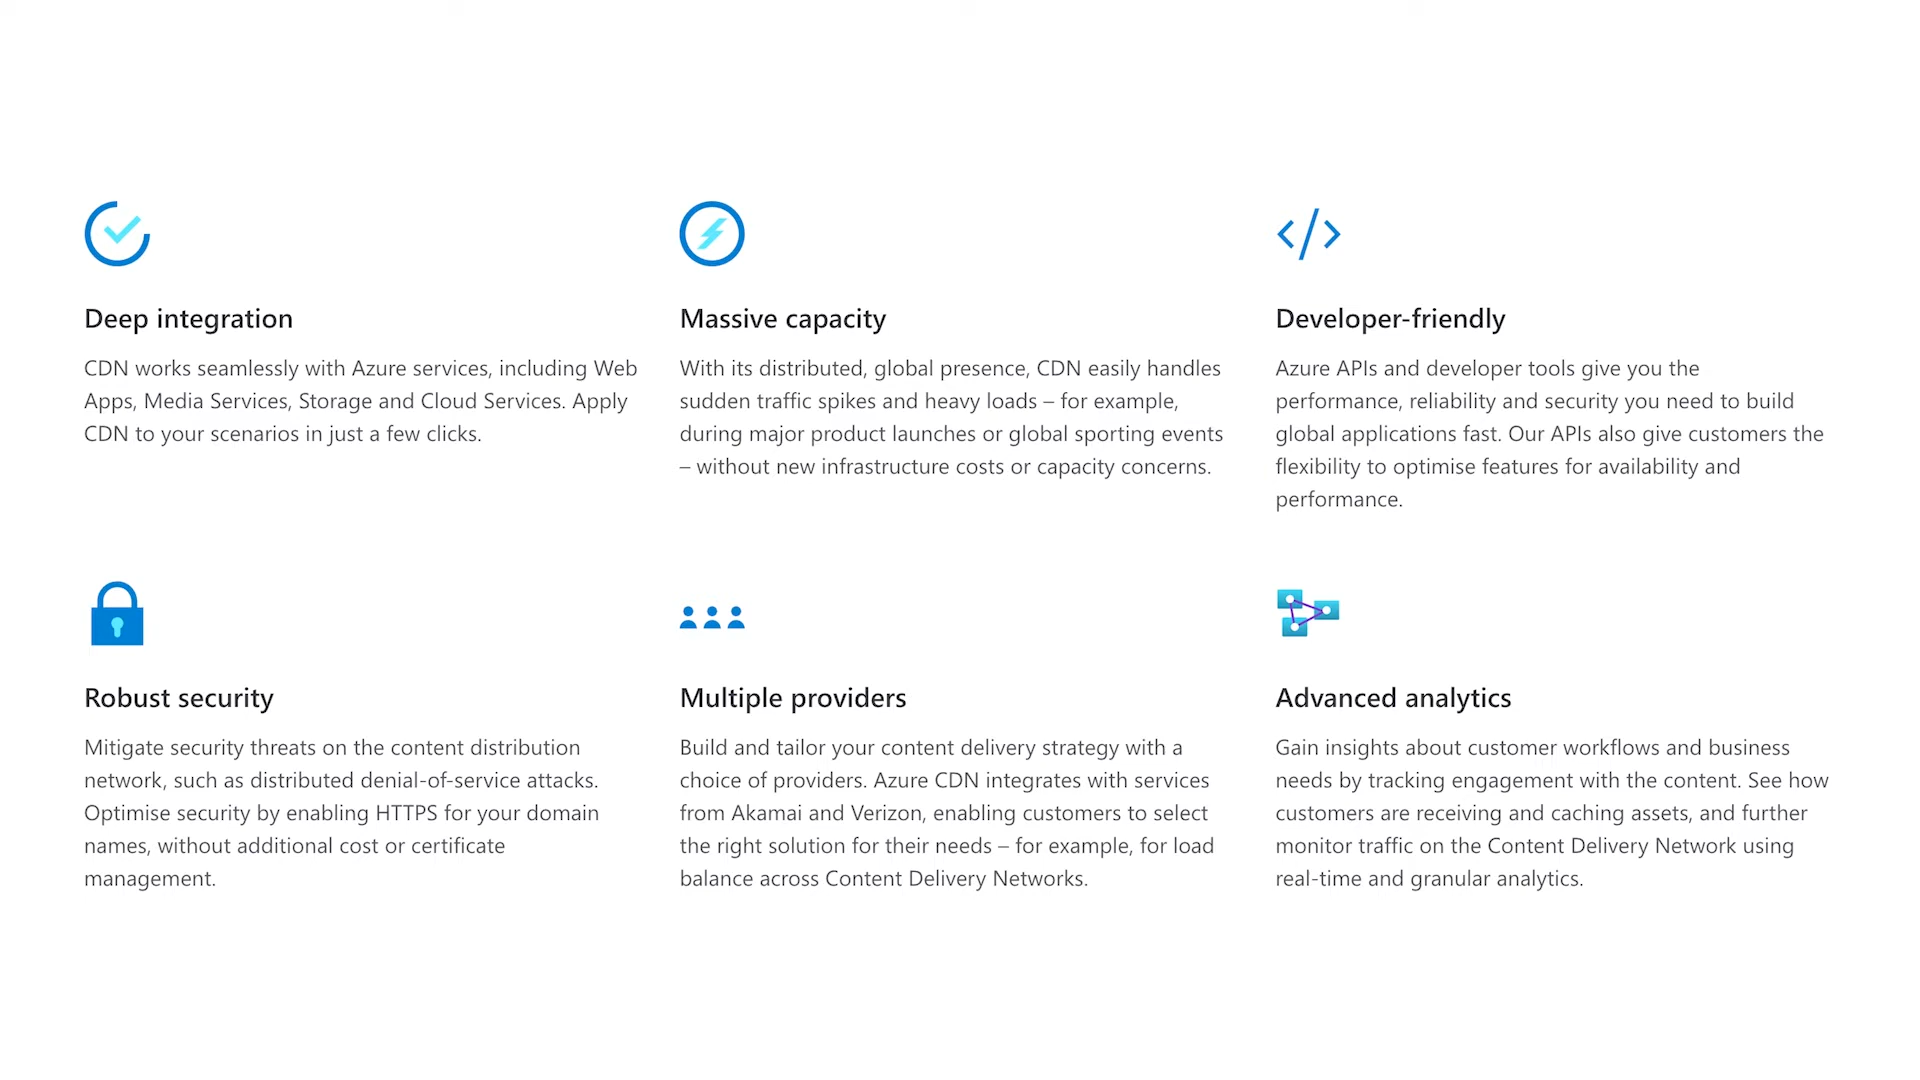 Deep integration
CDN works seamlessly with Azure services, including Web
Apps, Media Services, Storage and Cloud Services. Apply
CDN to your scenarios in just a few clicks.
Massive capacity
With its distributed, global presence, CDN easily handles
sudden traffic spikes and heavy loads – for example,
during major product launches or global sporting events
– without new infrastructure costs or capacity concerns.
Developer-friendly
Azure APIs and developer tools give you the
performance, reliability and security you need to build
global applications fast. Our APIs also give customers the
flexibility to optimise features for availability and
performance.
Robust security
Mitigate security threats on the content distribution
network, such as distributed denial-of-service attacks.
Optimise security by enabling HTTPS for your domain
names, without additional cost or certificate
management.
Multiple providers
Build and tailor your content delivery strategy with a
choice of providers. Azure CDN integrates with services
from Akamai and Verizon, enabling customers to select
the right solution for their needs – for example, for load
balance across Content Delivery Networks.
Advanced analytics
Gain insights about customer workflows and business
needs by tracking engagement with the content. See how
customers are receiving and caching assets, and further
monitor traffic on the Content Delivery Network using
real-time and granular analytics.